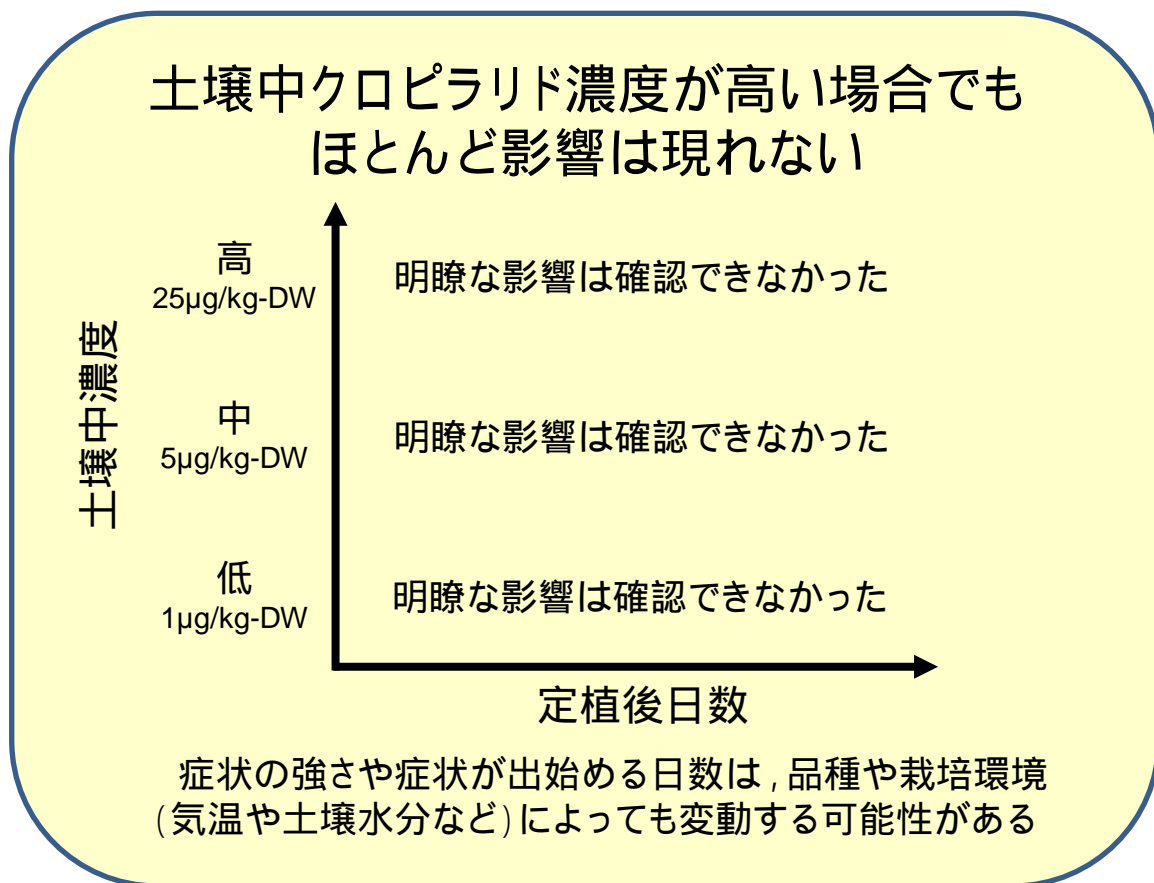 土壌中クロピラリド濃度が高い場合でも
ほとんど影響は現れない
土壌中濃度
高
25μg/kg-DW
明瞭な影響は確認できなかった
中
5μg/kg-DW
明瞭な影響は確認できなかった
低
1μg/kg-DW
明瞭な影響は確認できなかった
定植後日数
症状の強さや症状が出始める日数は,品種や栽培環境
(気温や土壌水分など)によっても変動する可能性がある